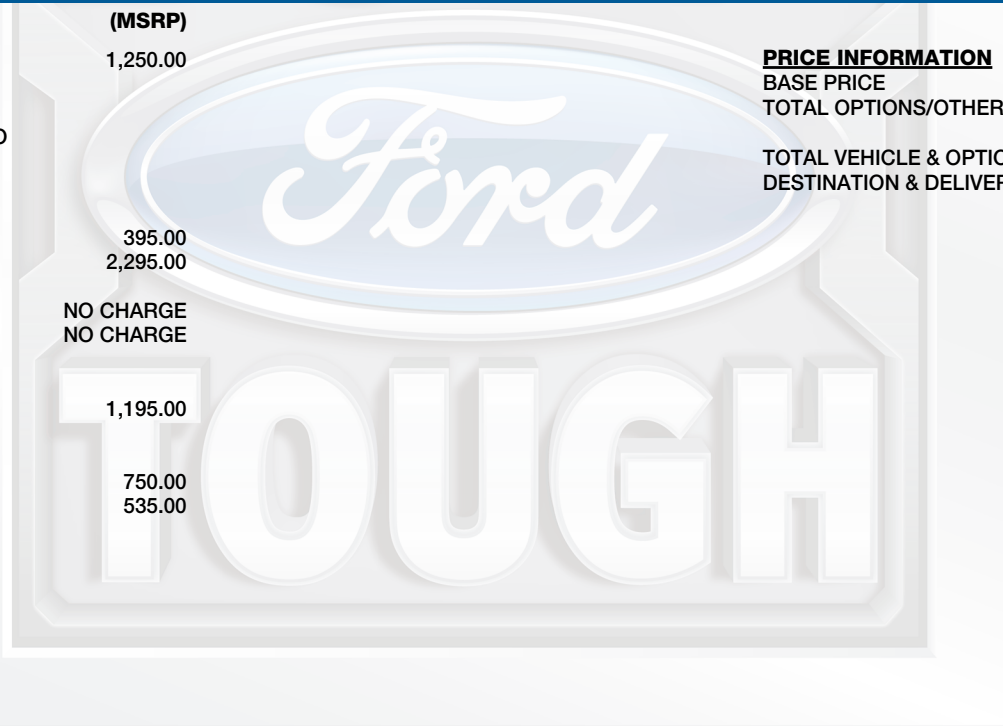 (MSRP)
1,250.00
395.00
2,295.00
NO CHARGE
NO CHARGE
1,195.00
750.00
535.00
PRICE INFORMATION
BASE PRICE
TOTAL OPTIONS/OTHER
TOTAL VEHICLE & OPTIO
DESTINATION & DELIVER
Ford
TOUGH